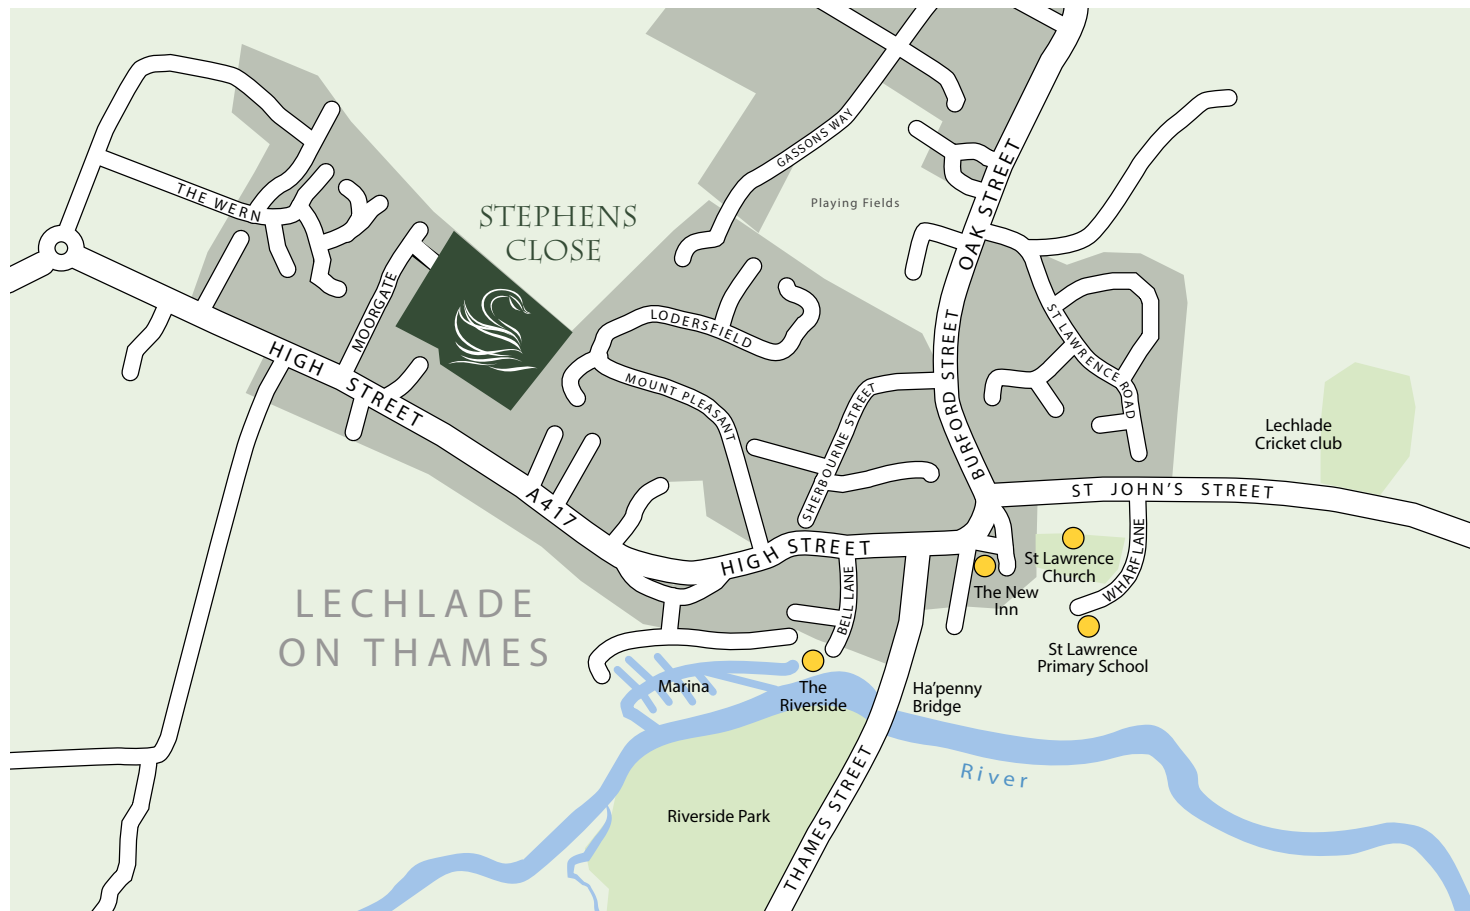 GASSONS WAY
OAK STREET
THE WERN
Playing Fields
STEPHENS
CLOSE
MOORGATE
LODERSFIELD
ST LAWRENCE ROAD
HIGH STREET
MOUNT PLEASANT
SHERBOURNE STREET
BURFORD STREET
Lechlade
Cricket club
A417
ST JOHN'S STREET
HIGH STREET
BELL LANE
WHARF LANE
St Lawrence
Church
The New
Inn
LECHLADE
ON THAMES
St Lawrence
Primary School
Marina
The
Riverside
Ha'penny
Bridge
River
Riverside Park
THAMES STREET